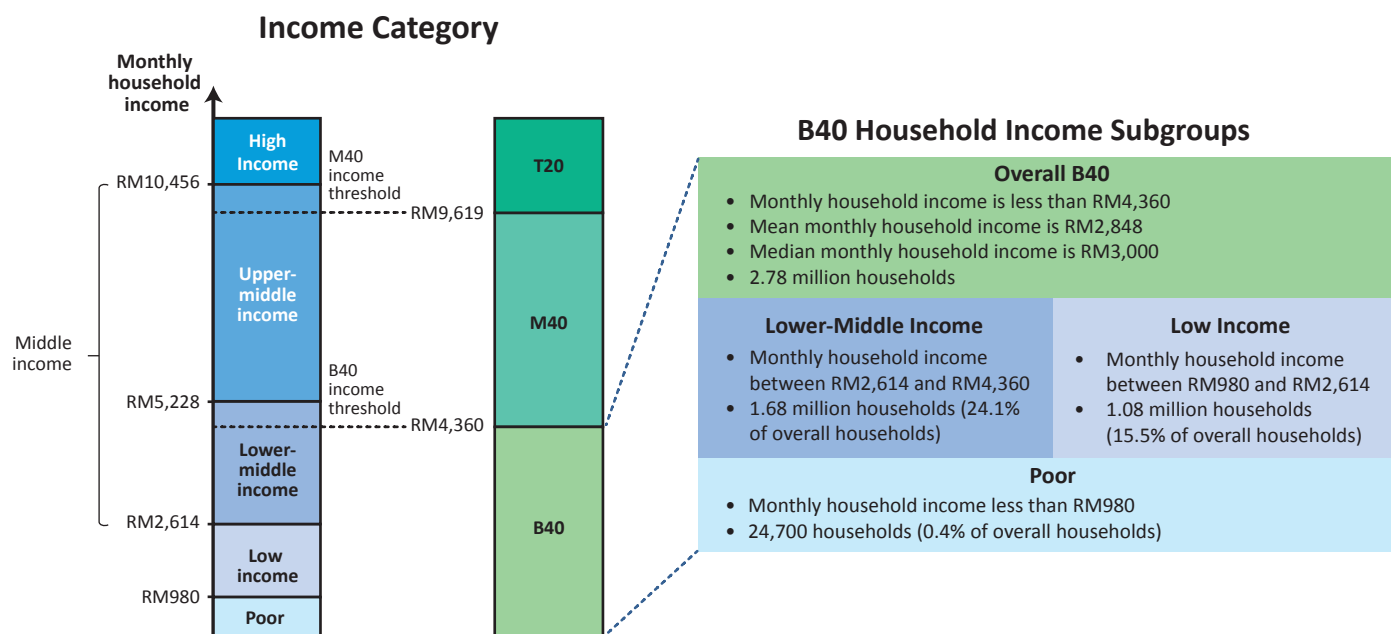 Income Category
Monthly
household
income
High
Income
RM10,456
M40
income
threshold
RM9,619
T20
Upper-
middle
income
M40
Middle
income
B40
income
threshold
RM5,228
RM4,360
Lower-
middle
income
RM2,614
B40
Low
income
RM980
Poor
B40 Household Income Subgroups
Overall B40
• Monthly household income is less than RM4,360
• Mean monthly household income is RM2,848
• Median monthly household income is RM3,000
• 2.78 million households
Lower-Middle Income
• Monthly household income
between RM2,614 and RM4,360
• 1.68 million households (24.1%
of overall households)
Low Income
• Monthly household income
between RM980 and RM2,614
• 1.08 million households
(15.5% of overall households)
Poor
• Monthly household income less than RM980
• 24,700 households (0.4% of overall households)